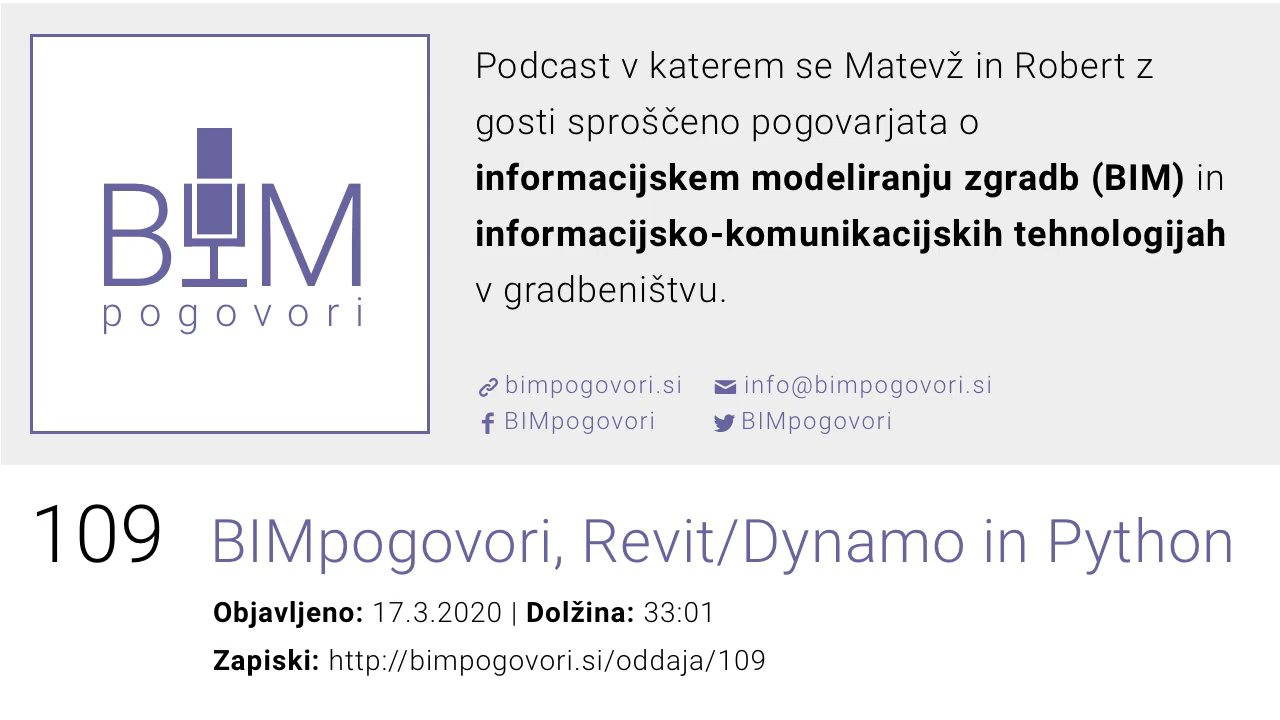 BIM
pogovori
Podcast v katerem se Matevž in Robert z
gosti sproščeno pogovarjata o
informacijskem modeliranju zgradb (BIM) in
informacijsko-komunikacijskih tehnologijah
v gradbeništvu.
bimpogovori.si info@bimpogovori.si
BIMpogovori BIMpogovori
109 BIMpogovori, Revit/Dynamo in Python
Objavljeno: 17.3.2020 | Dolžina: 33:01
Zapiski: http://bimpogovori.si/oddaja/109